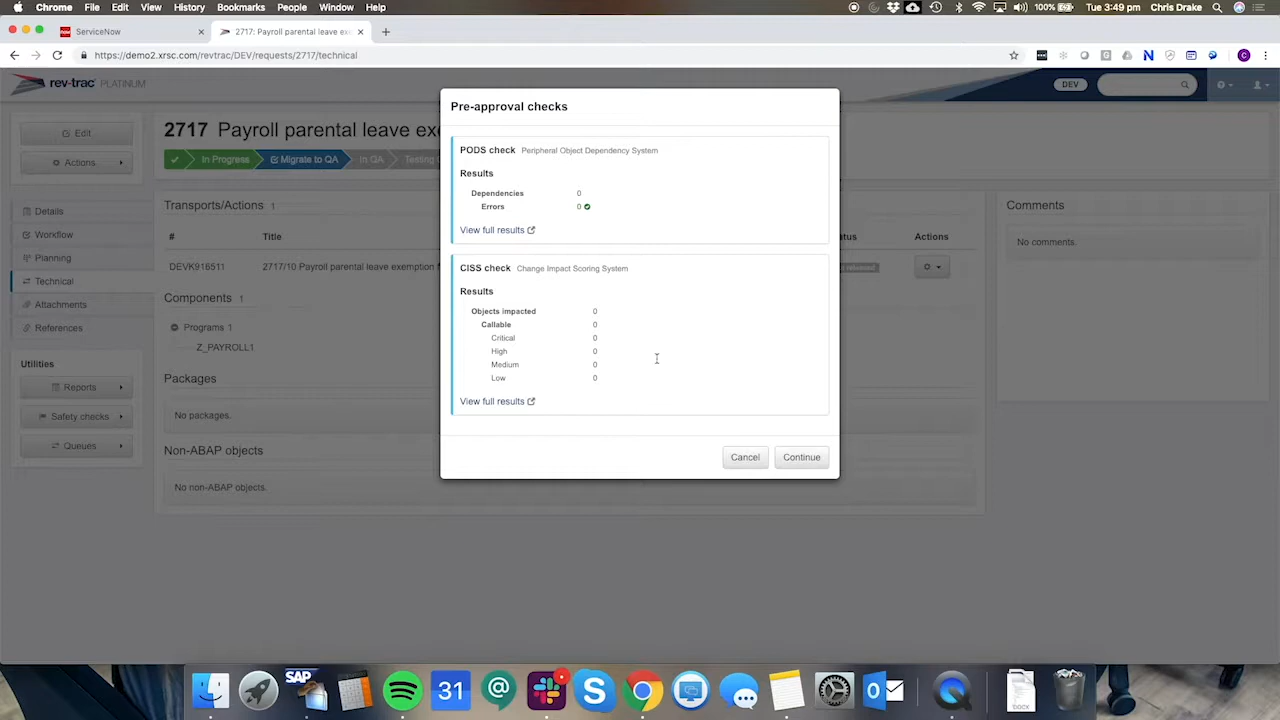 Chrome File Edit View History Bookmarks People Window Help
100% Tue 3:49 pm Chris Drake
ServiceNow
2717: Payroll parental leave ex
https://demo2.xrsc.com/revtrac/DEV/requests/2717/technical
rev-trac PLATINUM
DEV
Edit
Actions
Details
Workflow
Planning
Technical
Attachments
References
Utilities
Reports
Safety checks
Queues
2717 Payroll parental leave exe
In Progress
Migrate to QA
In QA
Testing
Transports/Actions 1
# Title
Actions
DEVK916511 2717/10 Payroll parental leave exemption
Components 1
Programs 1
Z_PAYROLL1
Packages
No packages.
Non-ABAP objects
No non-ABAP objects.
Comments
No comments.
Pre-approval checks
PODS check Peripheral Object Dependency System
Results
Dependencies 0
Errors 0
View full results
CISS check Change Impact Scoring System
Results
Objects impacted 0
Callable 0
Critical 0
High 0
Medium 0
Low 0
View full results
Cancel
Continue
SAP
31
DOCX